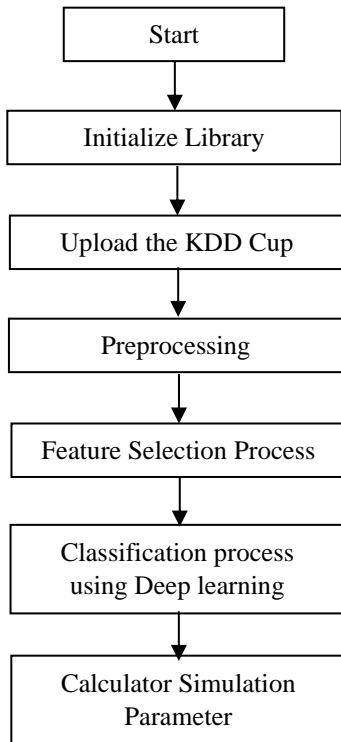 Start
Initialize Library
Upload the KDD Cup
Preprocessing
Feature Selection Process
Classification process
using Deep learning
Calculator Simulation
Parameter